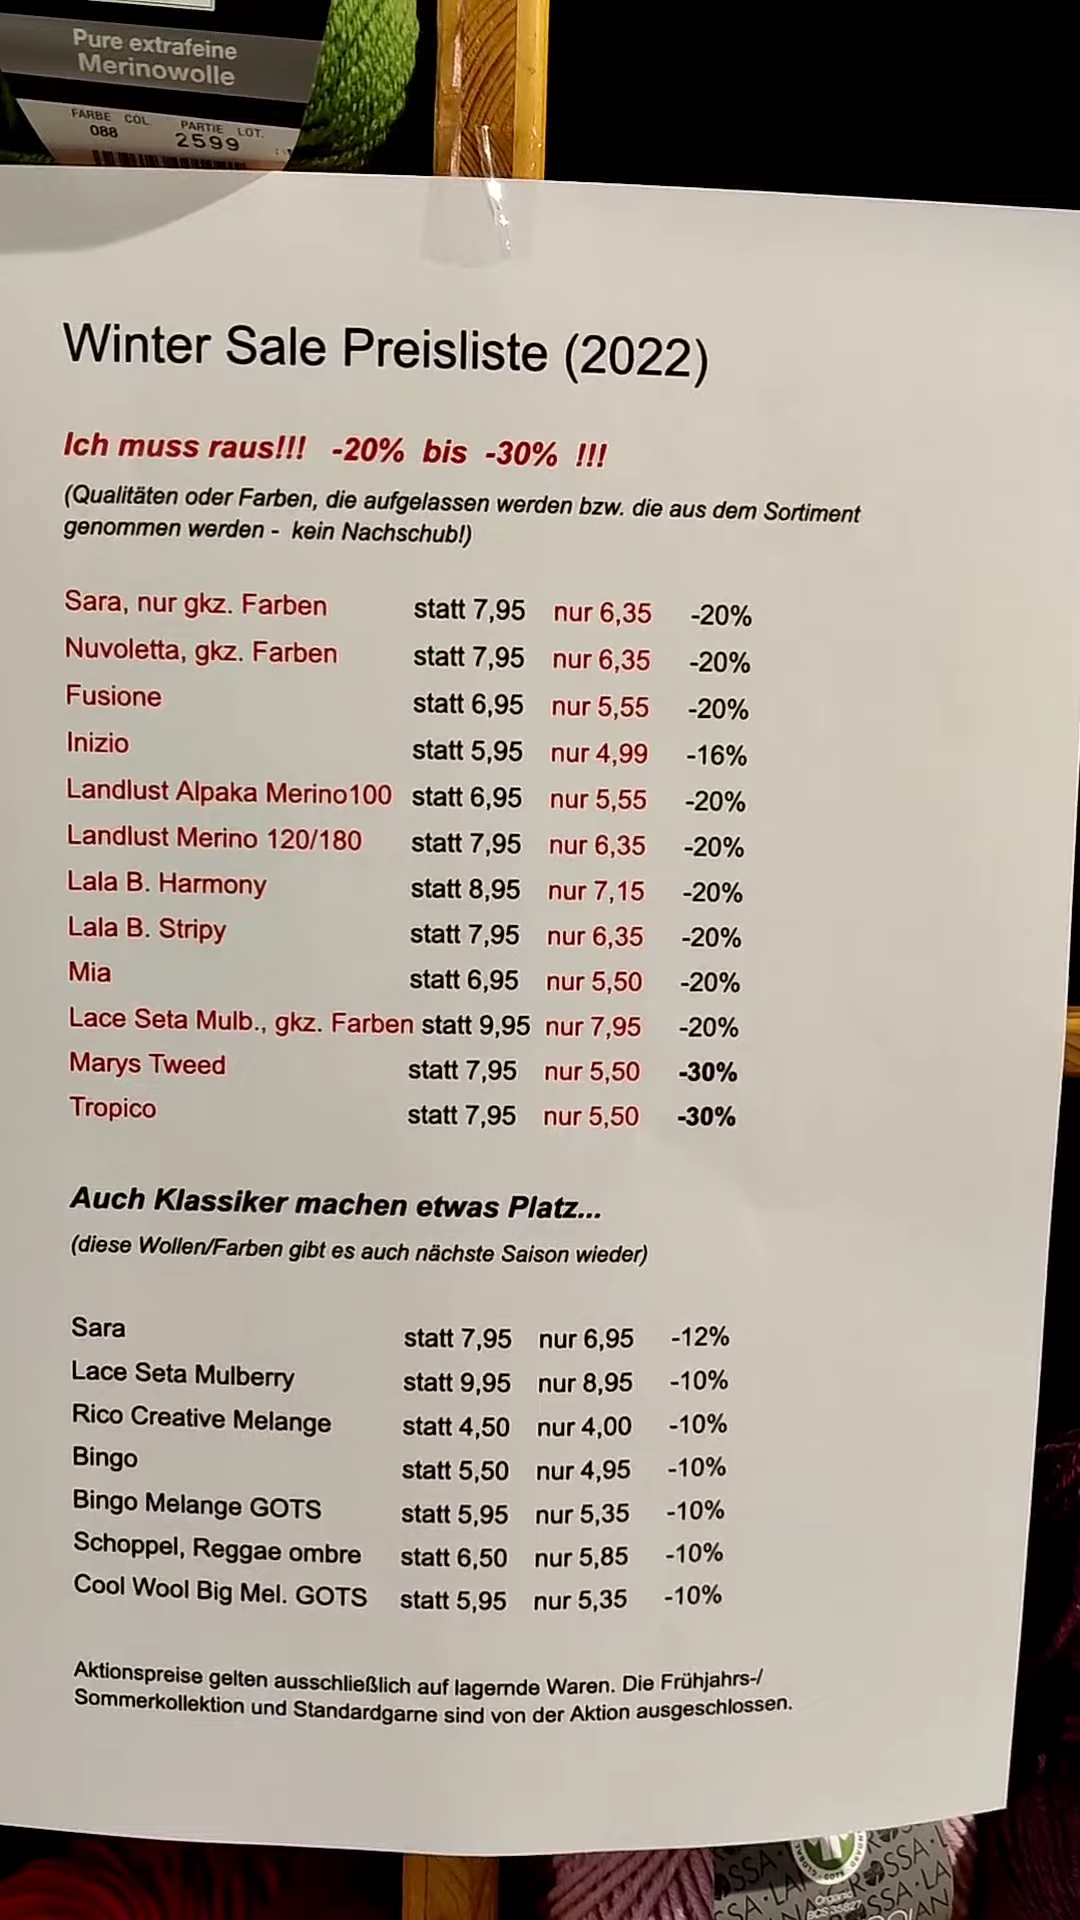 Pure extrafeine
Merinowolle
FARBE COL. PARTIE LOT.
088 2599
Winter Sale Preisliste (2022)
Ich muss raus!!! -20% bis -30% !!!
(Qualitäten oder Farben, die aufgelassen werden bzw. die aus dem Sortiment
genommen werden - kein Nachschub!)
Sara, nur gkz. Farben statt 7,95 nur 6,35 -20%
Nuvoletta, gkz. Farben statt 7,95 nur 6,35 -20%
Fusione statt 6,95 nur 5,55 -20%
Inizio statt 5,95 nur 4,99 -16%
Landlust Alpaka Merino100 statt 6,95 nur 5,55 -20%
Landlust Merino 120/180 statt 7,95 nur 6,35 -20%
Lala B. Harmony statt 8,95 nur 7,15 -20%
Lala B. Stripy statt 7,95 nur 6,35 -20%
Mia statt 6,95 nur 5,50 -20%
Lace Seta Mulb., gkz. Farben statt 9,95 nur 7,95 -20%
Marys Tweed statt 7,95 nur 5,50 -30%
Tropico statt 7,95 nur 5,50 -30%
Auch Klassiker machen etwas Platz...
(diese Wollen/Farben gibt es auch nächste Saison wieder)
Sara statt 7,95 nur 6,95 -12%
Lace Seta Mulberry statt 9,95 nur 8,95 -10%
Rico Creative Melange statt 4,50 nur 4,00 -10%
Bingo statt 5,50 nur 4,95 -10%
Bingo Melange GOTS statt 5,95 nur 5,35 -10%
Schoppel, Reggae ombre statt 6,50 nur 5,85 -10%
Cool Wool Big Mel. GOTS statt 5,95 nur 5,35 -10%
Aktionspreise gelten ausschließlich auf lagernde Waren. Die Frühjahrs-/
Sommerkollektion und Standardgarne sind von der Aktion ausgeschlossen.
Organic